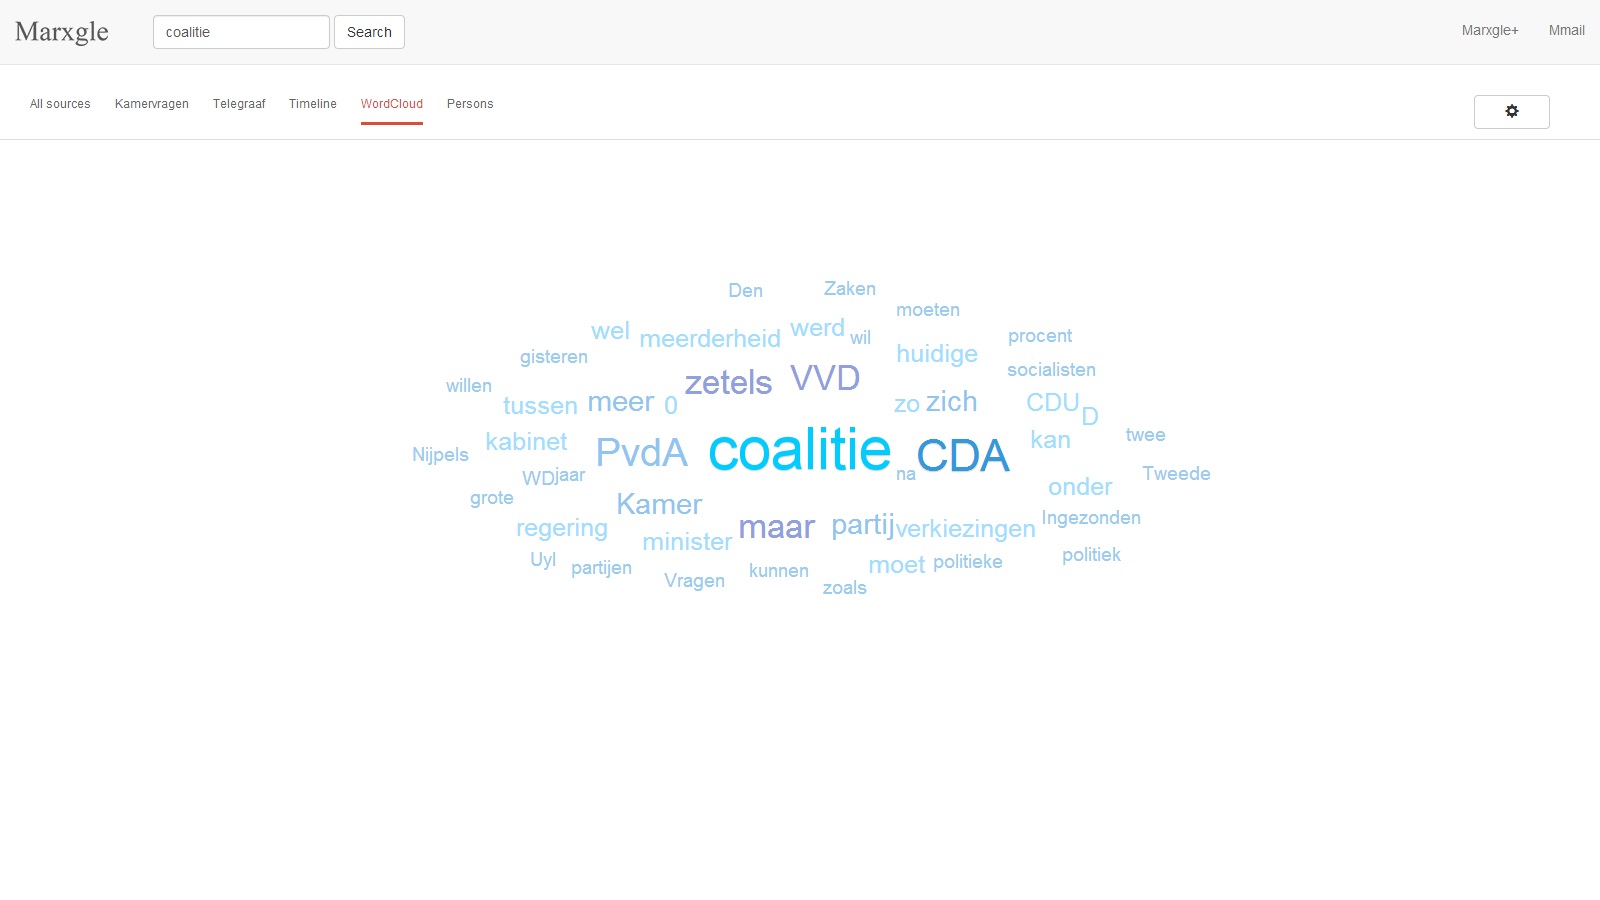 Marxgle coalitie Search Marxgle+ Mmail
All sources Kamervragen Telegraaf Timeline WordCloud Persons
Den Zaken
moeten
wel meerderheid werd wil procent
gisteren huidige
socialisten
willen zetels VVD
tussen meer 0 zo zich CDU D
Nijpels kabinet PvdA coalitie CDA kan twee
WD jaar na Tweede
grote Kamer onder
regering minister maar partij verkiezingen Ingezonden
Uyl partijen Vragen kunnen zoals moet politieke politiek